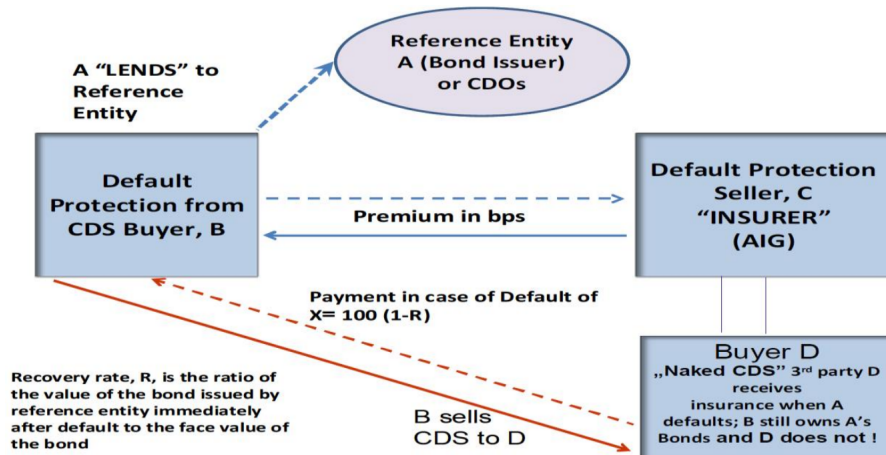 Reference Entity
A (Bond Issuer)
or CDOs
A “LENDS” to
Reference
Entity
Default
Protection from
CDS Buyer, B
Premium in bps
Default Protection
Seller, C
“INSURER”
(AIG)
Payment in case of Default of
X= 100 (1-R)
Recovery rate, R, is the ratio of
the value of the bond issued by
reference entity immediately
after default to the face value of
the bond
B sells
CDS to D
Buyer D
„Naked CDS” 3rd party D
receives
insurance when A
defaults; B still owns A’s
Bonds and D does not !